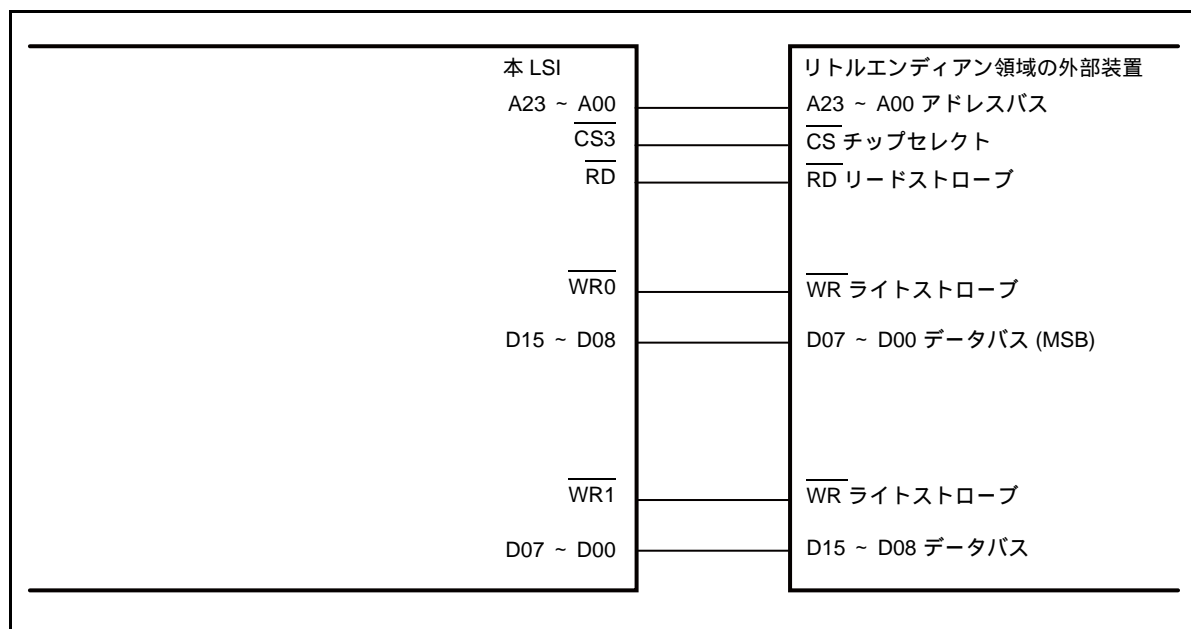 本 LSI
A23 ~ A00
CS3
RD
WR0
D15 ~ D08
WR1
D07 ~ D00
リトルエンディアン領域の外部装置
A23 ~ A00 アドレスバス
CS チップセレクト
RD リードストローブ
WR ライトストローブ
D07 ~ D00 データバス (MSB)
WR ライトストローブ
D15 ~ D08 データバス